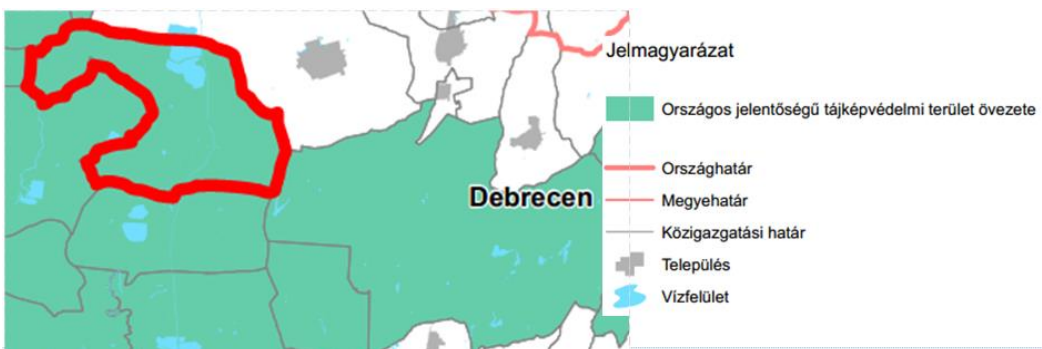 Jelmagyarázat
Országos jelentőségű tájképvédelmi terület övezete
Országhatár
Megyehatár
Debrecen
Közigazgatási határ
Település
Vízfelület